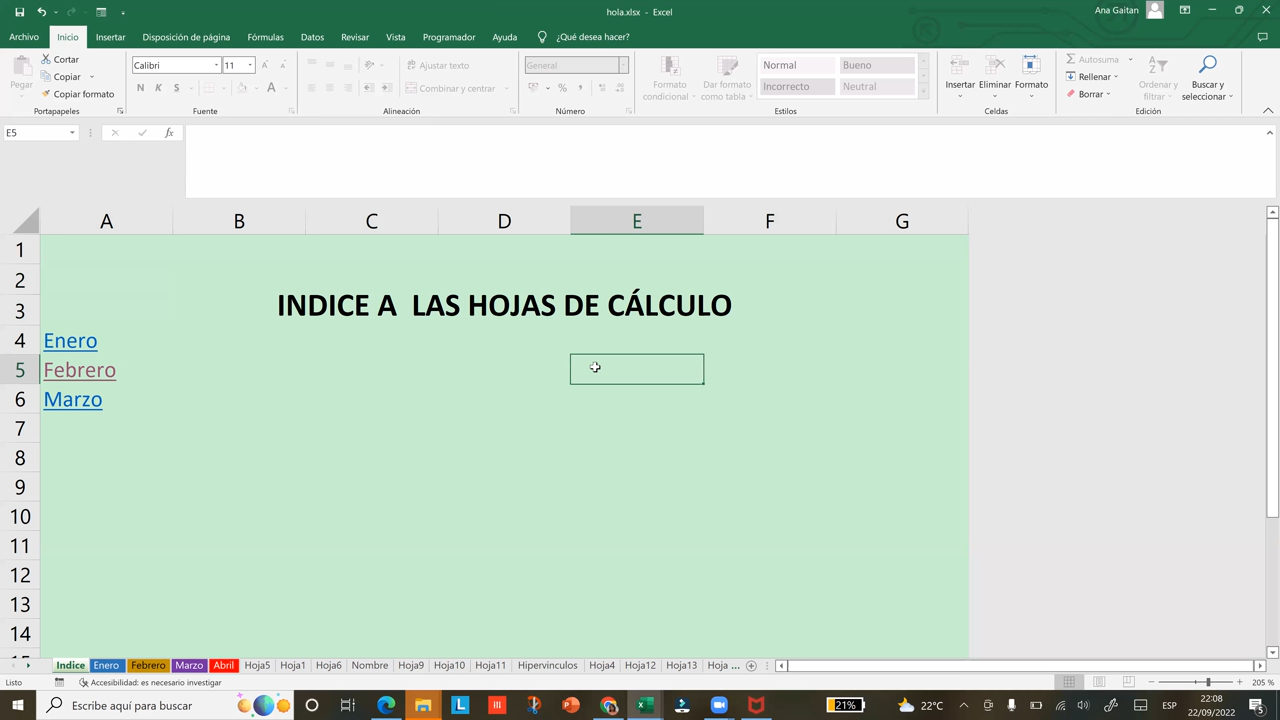 hola.xlsx - Excel
Ana Gaitan
Archivo Inicio Insertar Disposición de página Fórmulas Datos Revisar Vista Programador Ayuda ¿Qué desea hacer?
Pegar
Cortar
Copiar
Copiar formato
Calibri 11
N K S
Ajustar texto
Combinar y centrar
General
Formato condicional
Dar formato como tabla
Normal Bueno
Incorrecto Neutral
Insertar Eliminar Formato
Autosuma
Rellenar
Borrar
Ordenar y filtrar
Buscar y seleccionar
Portapapeles Fuente Alineación Número Estilos Celdas Edición
E5 fx
A B C D E F G
1
2
3 INDICE A LAS HOJAS DE CÁLCULO
4 Enero
5 Febrero
6 Marzo
7
8
9
10
11
12
13
14
Indice Enero Febrero Marzo Abril Hoja5 Hoja1 Hoja6 Nombre Hoja9 Hoja10 Hoja11 Hipervinculos Hoja4 Hoja12 Hoja13 Hoja ...
Listo Accesibilidad: es necesario investigar 205 %
Escribe aquí para buscar 21% 22°C ESP 22:08
22/09/2022